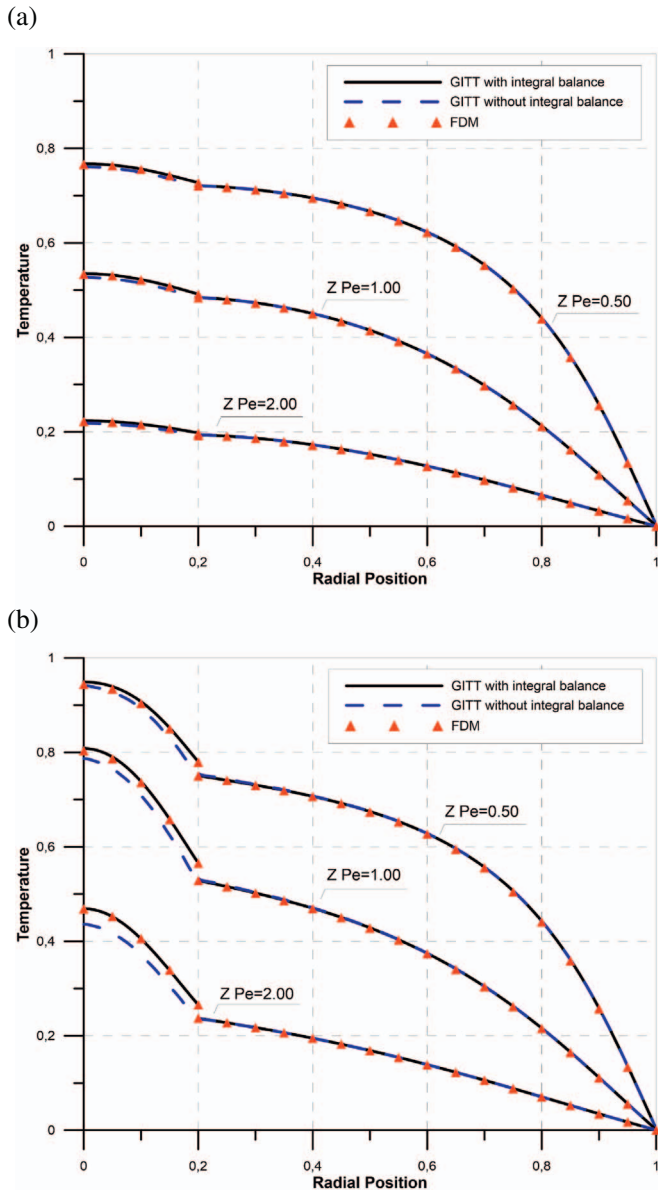 (a)
1
GITT with integral balance
GITT without integral balance
FDM
0,8
0,6
Z Pe=1.00
Z Pe=0.50
Temperature
0,4
Z Pe=2.00
0,2
0
0 0,2 0,4 0,6 0,8 1
Radial Position
(b)
1
GITT with integral balance
GITT without integral balance
FDM
0,8
Z Pe=0.50
0,6
Z Pe=1.00
Temperature
0,4
Z Pe=2.00
0,2
0
0 0,2 0,4 0,6 0,8 1
Radial Position